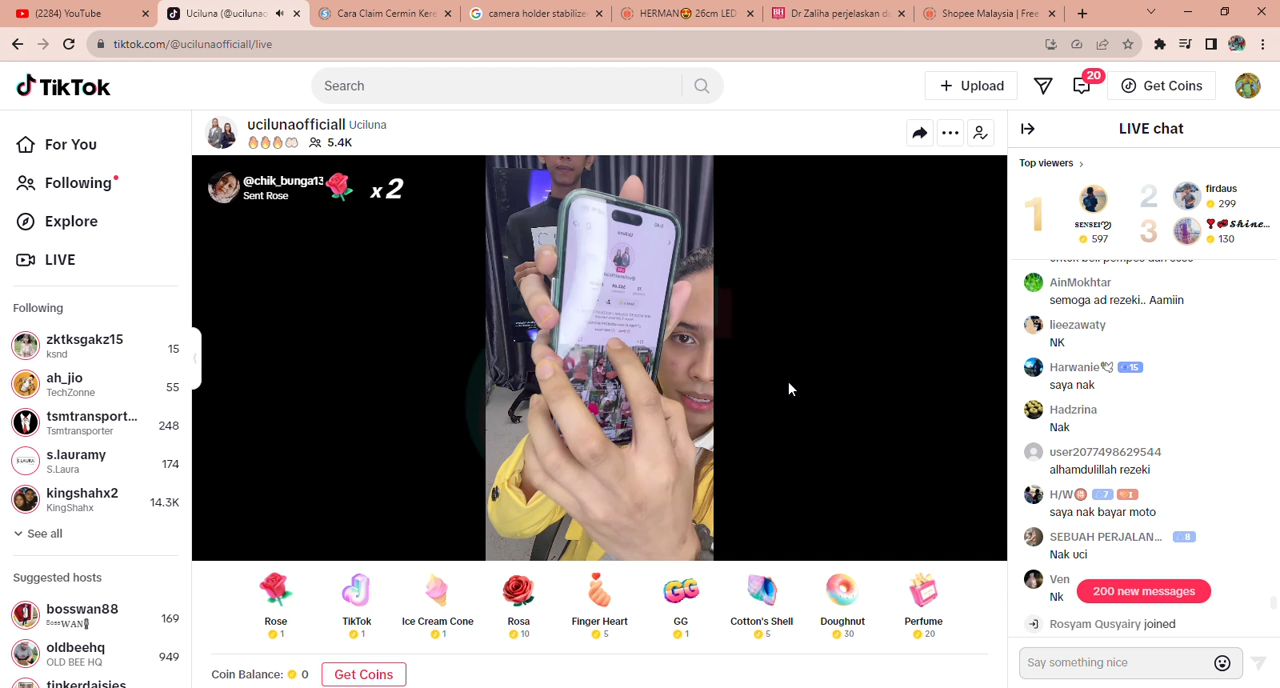 (2284) YouTube
Uciluna (@ucilunao
Cara Claim Cermin Kere
camera holder stabilize
HERMAN😍 26cm LED
Dr Zaliha perjelaskan d
Shopee Malaysia | Free
tiktok.com/@ucilunaofficiall/live
TikTok
Search
Upload
20
Get Coins
For You
Following
Explore
LIVE
Following
zktksgakz15
ksnd
15
ah_jio
TechZonne
55
tsmtransport...
Tsmtransporter
248
s.lauramy
S.Laura
174
kingshahx2
KingShahx
14.3K
See all
Suggested hosts
bosswan88
ᴮᵒˢˢWAN
169
oldbeehq
OLD BEE HQ
949
tinkerdaisies
ucilunaofficiall Uciluna
5.4K
@chik_bunga13
Sent Rose
x 2
Rose
1
TikTok
1
Ice Cream Cone
1
Rosa
10
Finger Heart
5
GG
1
Cotton's Shell
5
Doughnut
30
Perfume
20
Coin Balance: 0
Get Coins
LIVE chat
Top viewers
1
SENSEI
597
2
firdaus
299
3
Shine...
130
AinMokhtar
semoga ad rezeki.. Aamiin
lieezawaty
NK
Harwanie 15
saya nak
Hadzrina
Nak
user2077498629544
alhamdulillah rezeki
H/W 7 1
saya nak bayar moto
SEBUAH PERJALAN... 8
Nak uci
Ven
Nk
200 new messages
Rosyam Qusyairy joined
Say something nice